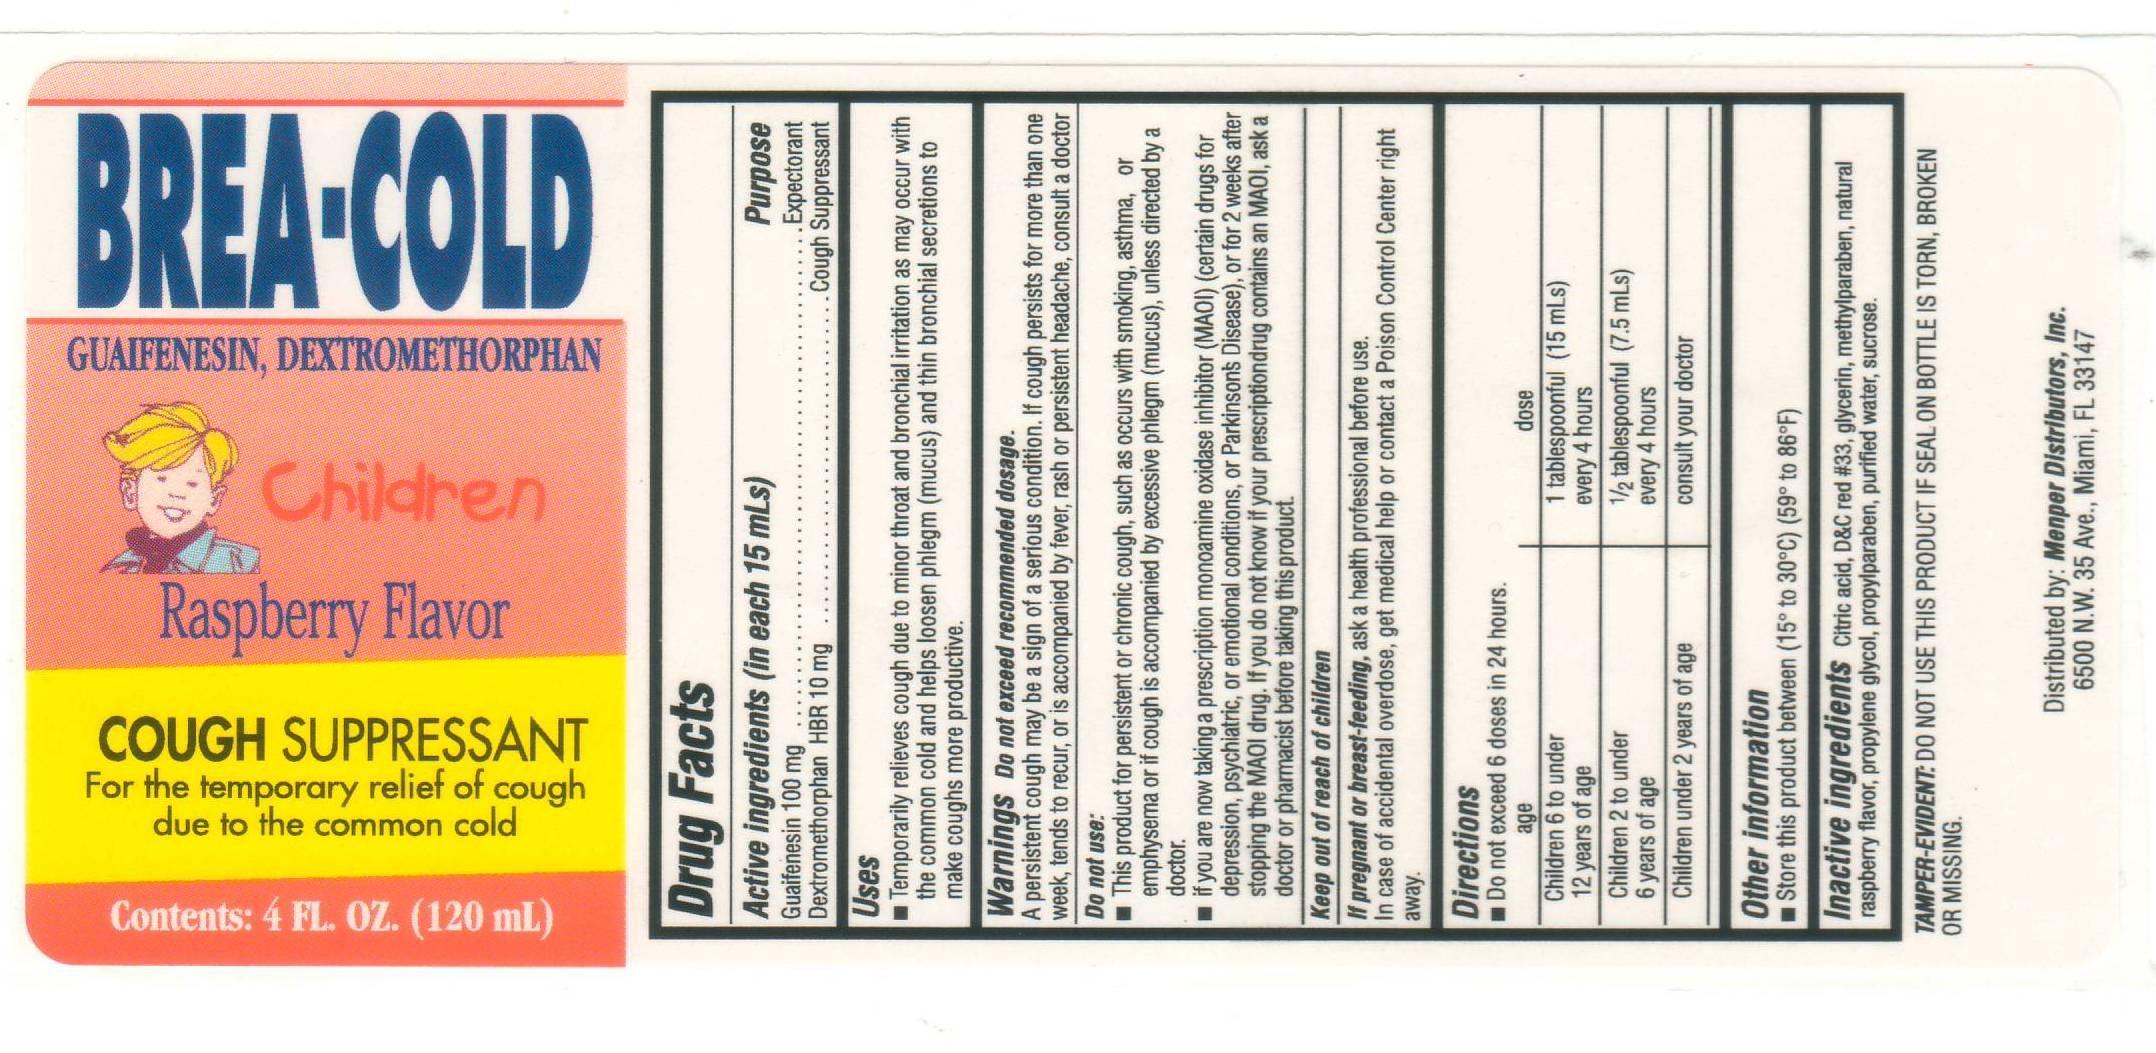 BREA-COLD
GUAIFENESIN, DEXTROMETHORPHAN
Children
Raspberry Flavor
COUGH SUPPRESSANT
For the temporary relief of cough
due to the common cold
Contents: 4 FL. OZ. (120 mL)
Drug Facts
Active ingredients (in each 15 mLs) Purpose
Guaifenesin 100 mg ........................................ Expectorant
Dextromethorphan HBR 10 mg ........................ Cough Suppressant
Uses
■ Temporarily relieves cough due to minor throat and bronchial irritation as may occur with
the common cold and helps loosen phlegm (mucus) and thin bronchial secretions to
make coughs more productive.
Warnings Do not exceed recommended dosage.
A persistent cough may be a sign of a serious condition. If cough persists for more than one
week, tends to recur, or is accompanied by fever, rash or persistent headache, consult a doctor
Do not use:
■ This product for persistent or chronic cough, such as occurs with smoking, asthma, or
emphysema or if cough is accompanied by excessive phlegm (mucus), unless directed by a
doctor.
■ if you are now taking a prescription monoamine oxidase inhibitor (MAOI) (certain drugs for
depression, psychiatric, or emotional conditions, or Parkinsons Disease), or for 2 weeks after
stopping the MAOI drug. If you do not know if your prescriptiondrug contains an MAOI, ask a
doctor or pharmacist before taking this product.
Keep out of reach of children
If pregnant or breast-feeding, ask a health professional before use.
In case of accidental overdose, get medical help or contact a Poison Control Center right
away.
Directions
■ Do not exceed 6 doses in 24 hours.
age dose
Children 6 to under 1 tablespoonful (15 mLs)
12 years of age every 4 hours
Children 2 to under 1/2 tablespoonful (7.5 mLs)
6 years of age every 4 hours
Children under 2 years of age consult your doctor
Other information
■ Store this product between (15° to 30°C) (59° to 86°F)
Inactive ingredients Citric acid, D&C red #33, glycerin, methylparaben, natural
raspberry flavor, propylene glycol, propylparaben, purified water, sucrose.
TAMPER-EVIDENT: DO NOT USE THIS PRODUCT IF SEAL ON BOTTLE IS TORN, BROKEN
OR MISSING.
Distributed by: Menper Distributors, Inc.
6500 N.W. 35 Ave., Miami, FL 33147